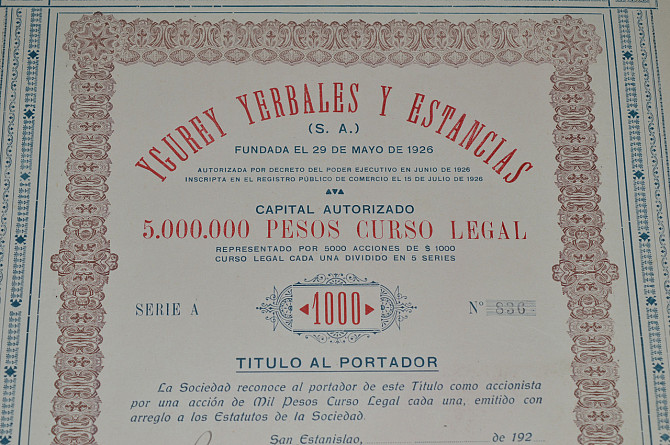 YGUREY YERBALES Y ESTANCIAS
(S. A.)
FUNDADA EL 29 DE MAYO DE 1926
AUTORIZADA POR DECRETO DEL PODER EJECUTIVO EN JUNIO DE 1926
INSCRIPTA EN EL REGISTRO PÚBLICO DE COMERCIO EL 15 DE JULIO DE 1926
CAPITAL AUTORIZADO
5.000.000 PESOS CURSO LEGAL
REPRESENTADO POR 5000 ACCIONES DE $ 1000
CURSO LEGAL CADA UNA DIVIDIDO EN 5 SERIES
SERIE A
1000
Nº 836
TITULO AL PORTADOR
La Sociedad reconoce al portador de este Titulo como accionista
por una acción de Mil Pesos Curso Legal cada una, emitido con
arreglo a los Estatutos de la Sociedad.
San Estanislao, de 192